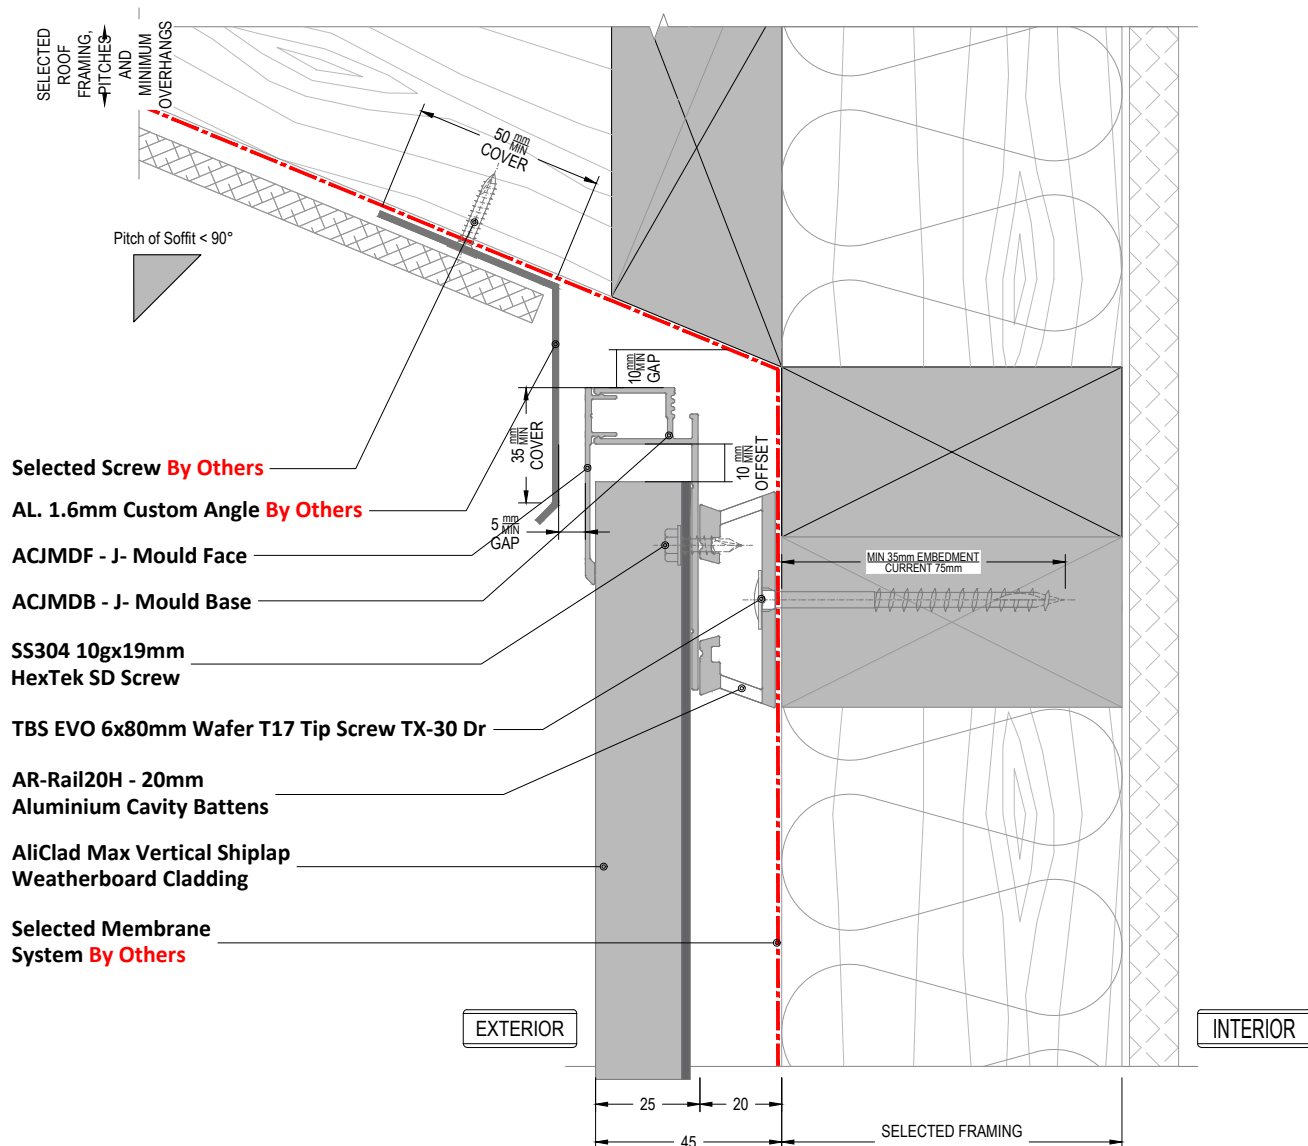 SELECTED
ROOF
FRAMING,
PITCHES
AND
MINIMUM
OVERHANGS
50 mm MIN
COVER
Pitch of Soffit < 90°
10 mm MIN
GAP
35 mm MIN
COVER
10 mm MIN
OFFSET
5 mm MIN
GAP
MIN 35mm EMBEDMENT
CURRENT 75mm
Selected Screw By Others
AL. 1.6mm Custom Angle By Others
ACJMDF - J- Mould Face
ACJMDB - J- Mould Base
SS304 10gx19mm
HexTek SD Screw
TBS EVO 6x80mm Wafer T17 Tip Screw TX-30 Dr
AR-Rail20H - 20mm
Aluminium Cavity Battens
AliClad Max Vertical Shiplap
Weatherboard Cladding
Selected Membrane
System By Others
EXTERIOR
INTERIOR
25
20
45
SELECTED FRAMING